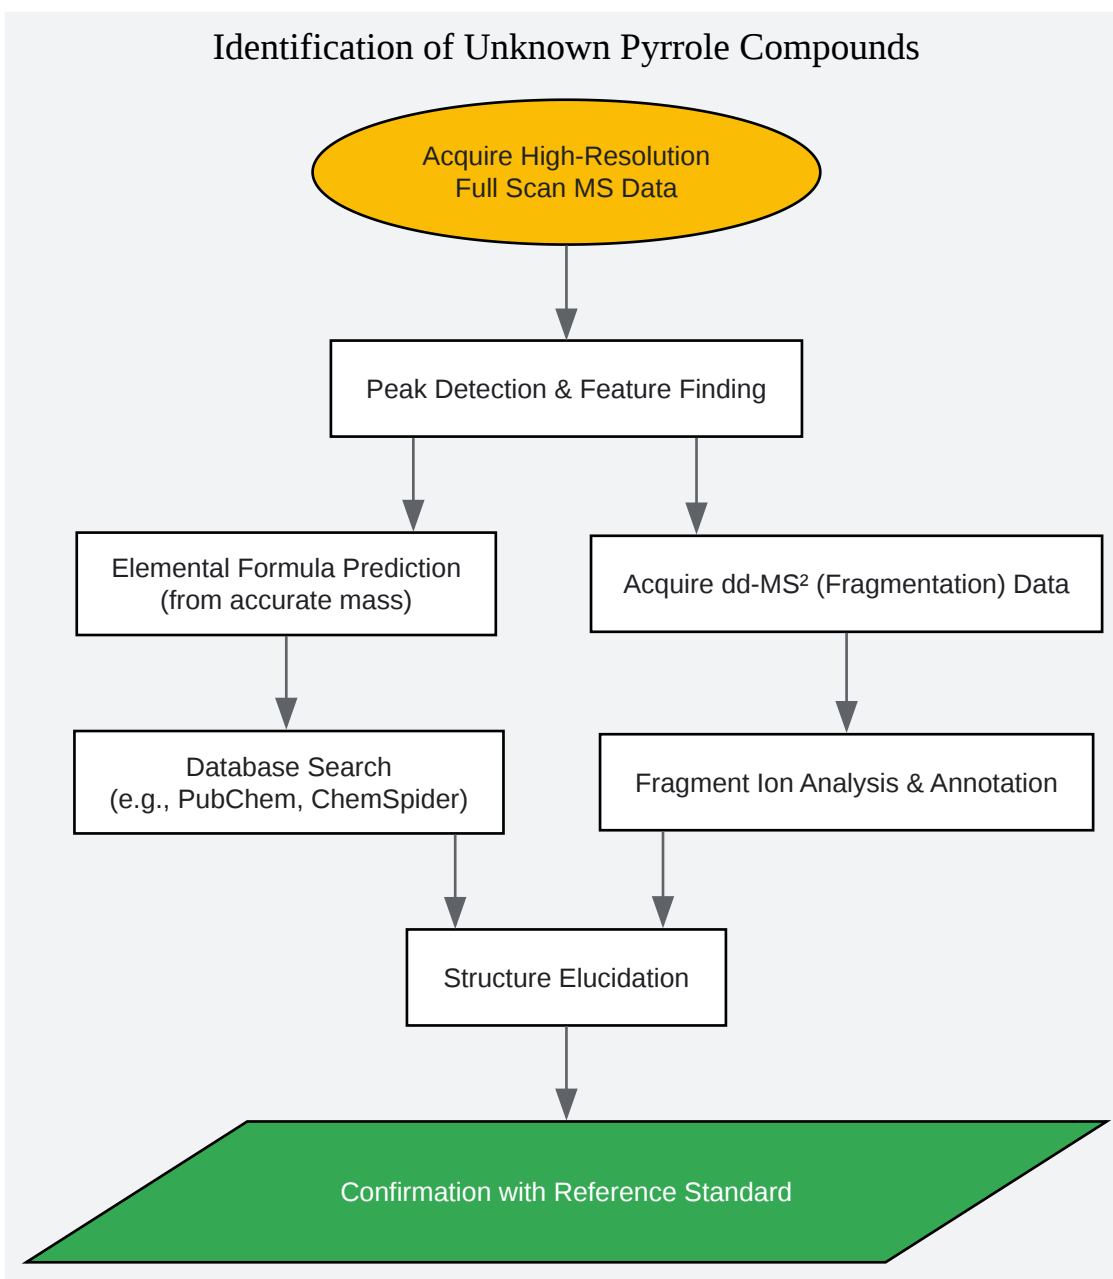 Identification of Unknown Pyrrole Compounds
Acquire High-Resolution
Full Scan MS Data
Peak Detection & Feature Finding
Elemental Formula Prediction
(from accurate mass)
Acquire dd-MS² (Fragmentation) Data
Database Search
(e.g., PubChem, ChemSpider)
Fragment Ion Analysis & Annotation
Structure Elucidation
Confirmation with Reference Standard